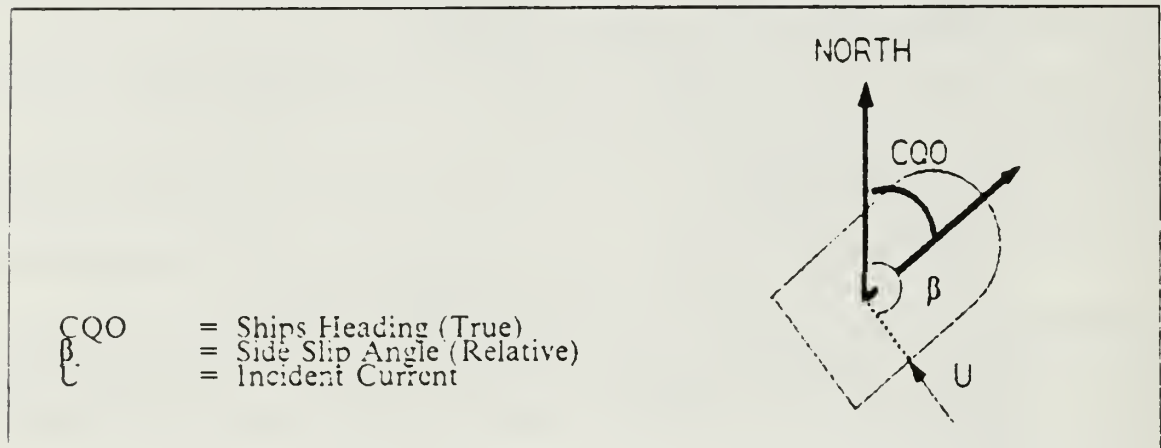 NORTH
CQO
β
U
CQO = Ships Heading (True)
β = Side Slip Angle (Relative)
U = Incident Current